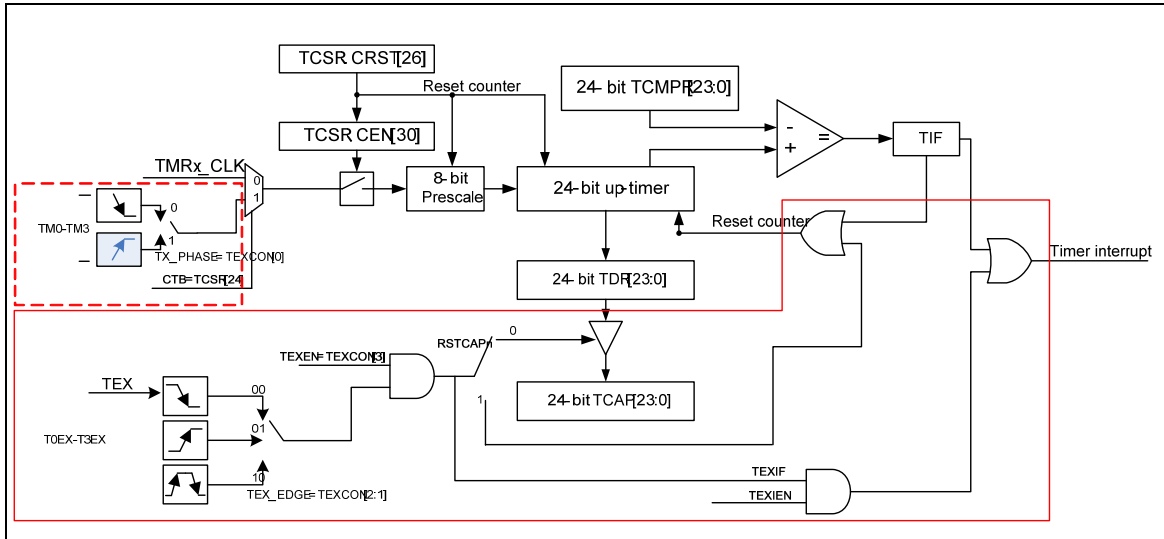 TCSR.CRST[26]
Reset counter
24- bit TCMPR[23:0]
TCSR.CEN[30]
-
=
+
TIF
TMRx_CLK
0
1
8-bit
Prescale
24-bit up-timer
TM0-TM3
0
1
TX_PHASE=TEXCON[0]
CTB=TCSR[24]
Reset counter
Timer interrupt
24-bit TDR[23:0]
RSTCAPn
0
TEXEN=TEXCON[3]
1
24-bit TCAP[23:0]
TEX
00
T0EX-T3EX
01
10
TEX_EDGE=TEXCON[2:1]
TEXIF
TEXIEN